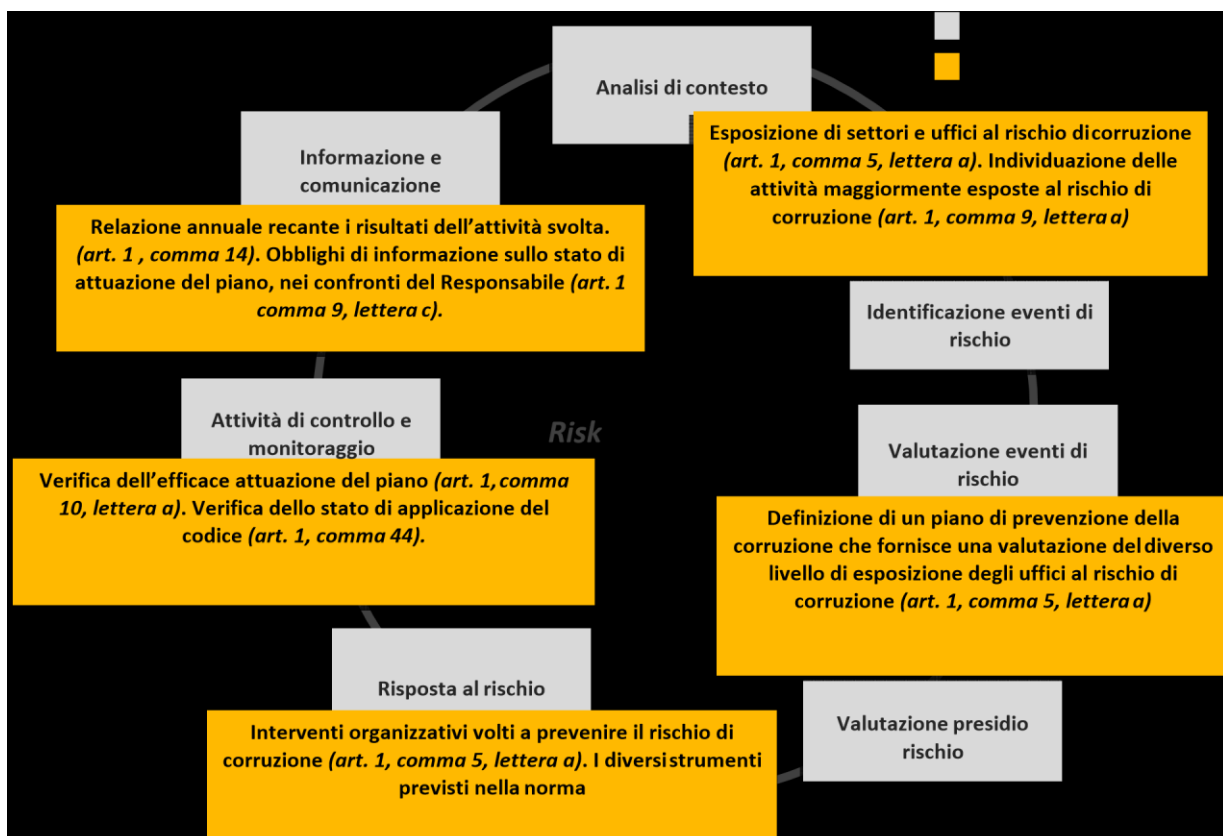 Analisi di contesto
Esposizione di settori e uffici al rischio di corruzione
(art. 1, comma 5, lettera a). Individuazione delle
attività maggiormente esposte al rischio di
corruzione (art. 1, comma 9, lettera a)
Identificazione eventi di
rischio
Valutazione eventi di
rischio
Definizione di un piano di prevenzione della
corruzione che fornisce una valutazione del diverso
livello di esposizione degli uffici al rischio di
corruzione (art. 1, comma 5, lettera a)
Valutazione presidio
rischio
Risposta al rischio
Interventi organizzativi volti a prevenire il rischio di
corruzione (art. 1, comma 5, lettera a). I diversi strumenti
previsti nella norma
Attività di controllo e
monitoraggio
Verifica dell’efficace attuazione del piano (art. 1, comma
10, lettera a). Verifica dello stato di applicazione del
codice (art. 1, comma 44).
Informazione e
comunicazione
Relazione annuale recante i risultati dell’attività svolta.
(art. 1 , comma 14). Obblighi di informazione sullo stato di
attuazione del piano, nei confronti del Responsabile (art. 1
comma 9, lettera c).
Risk